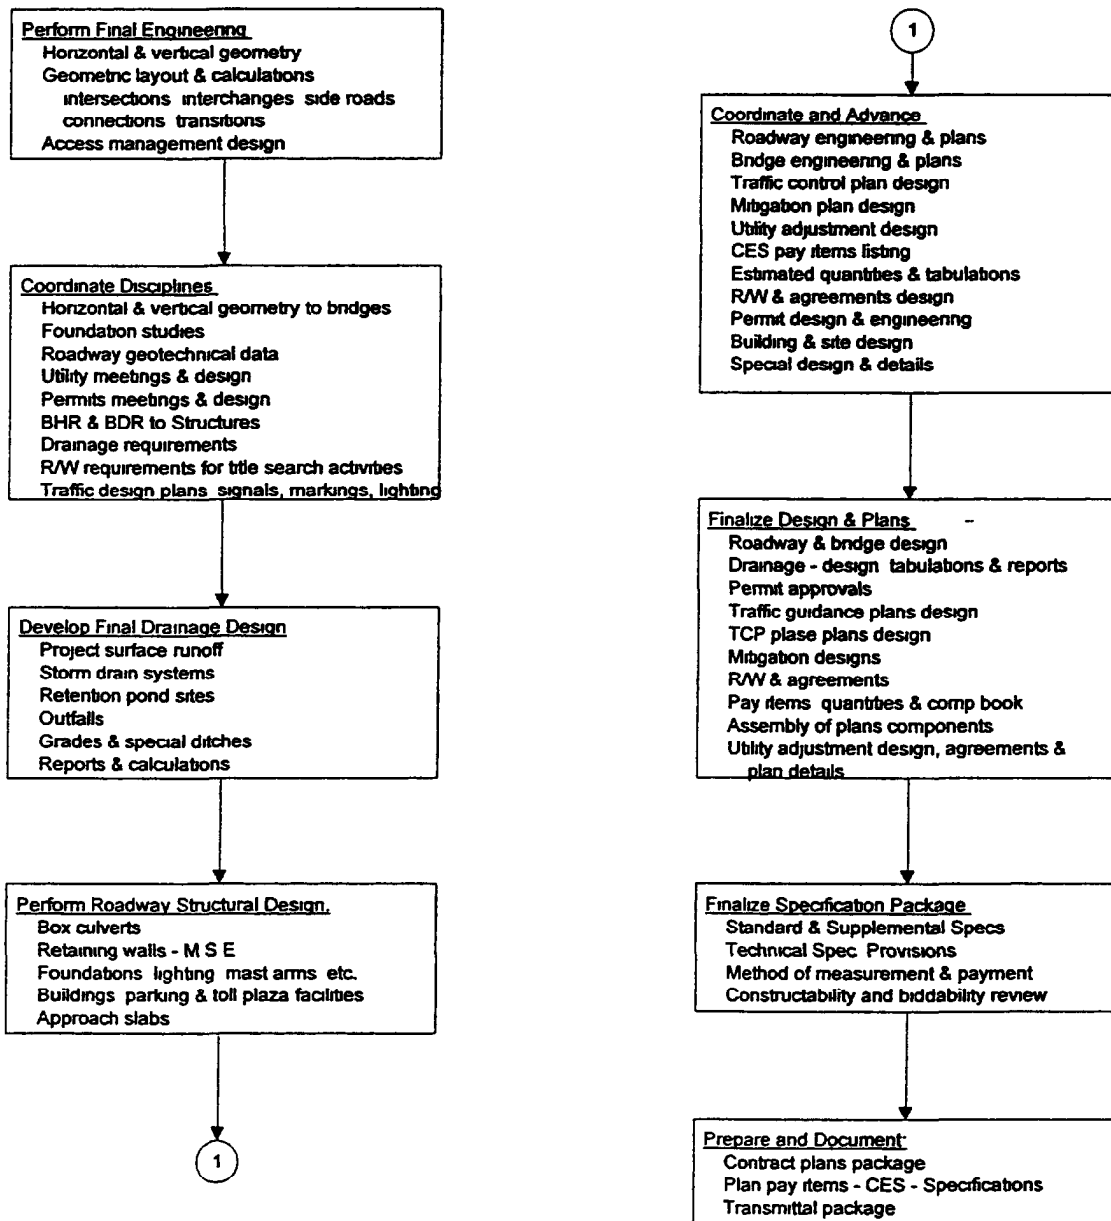 Perform Final Engineering
Horizontal & vertical geometry
Geometric layout & calculations
intersections interchanges side roads
connections transitions
Access management design
Coordinate Disciplines
Horizontal & vertical geometry to bridges
Foundation studies
Roadway geotechnical data
Utility meetings & design
Permits meetings & design
BHR & BDR to Structures
Drainage requirements
R/W requirements for title search activities
Traffic design plans signals, markings, lighting
Develop Final Drainage Design
Project surface runoff
Storm drain systems
Retention pond sites
Outfalls
Grades & special ditches
Reports & calculations
Perform Roadway Structural Design.
Box culverts
Retaining walls - M S E
Foundations lighting mast arms etc.
Buildings parking & toll plaza facilities
Approach slabs
1
1
Coordinate and Advance
Roadway engineering & plans
Bridge engineering & plans
Traffic control plan design
Mitigation plan design
Utility adjustment design
CES pay items listing
Estimated quantities & tabulations
R/W & agreements design
Permit design & engineering
Building & site design
Special design & details
Finalize Design & Plans -
Roadway & bridge design
Drainage - design tabulations & reports
Permit approvals
Traffic guidance plans design
TCP plase plans design
Mitigation designs
R/W & agreements
Pay items quantities & comp book
Assembly of plans components
Utility adjustment design, agreements &
plan details
Finalize Specification Package
Standard & Supplemental Specs
Technical Spec Provisions
Method of measurement & payment
Constructability and biddability review
Prepare and Document
Contract plans package
Plan pay items - CES - Specifications
Transmittal package